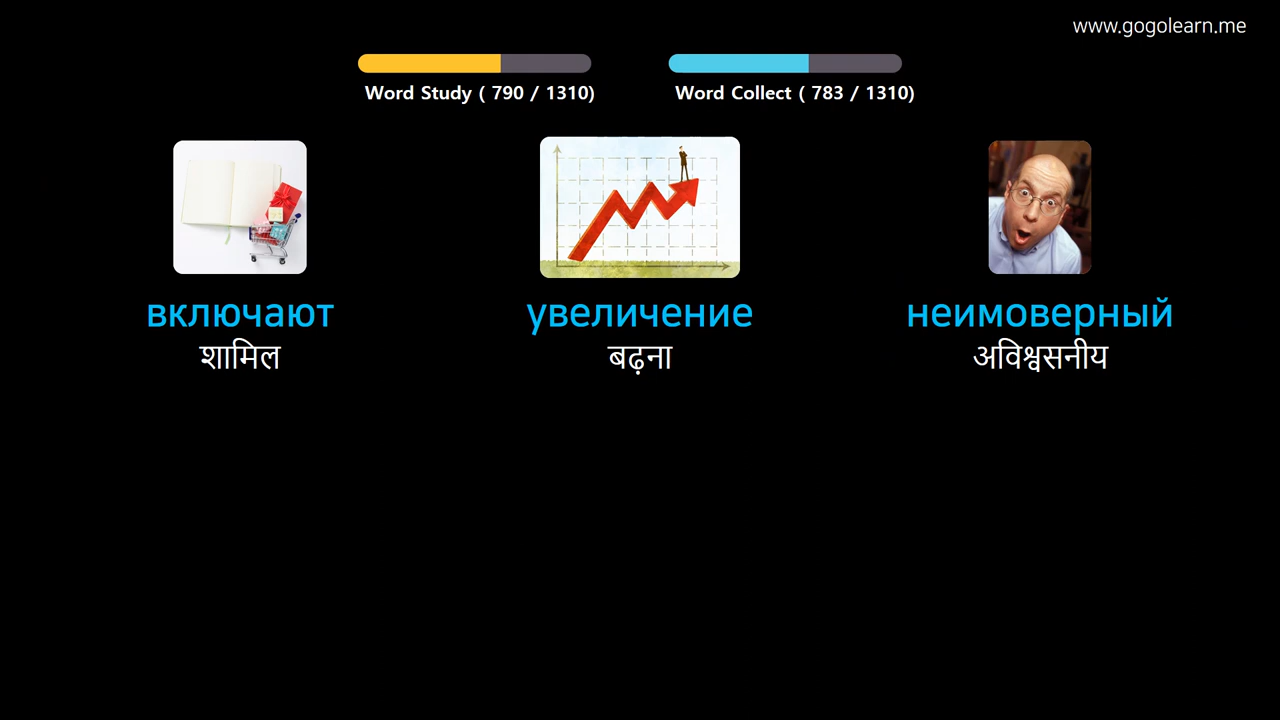 www.gogolearn.me
Word Study ( 790 / 1310)
Word Collect ( 783 / 1310)
включают
увеличение
неимоверный
शामिल
बढ़ना
अविश्वसनीय